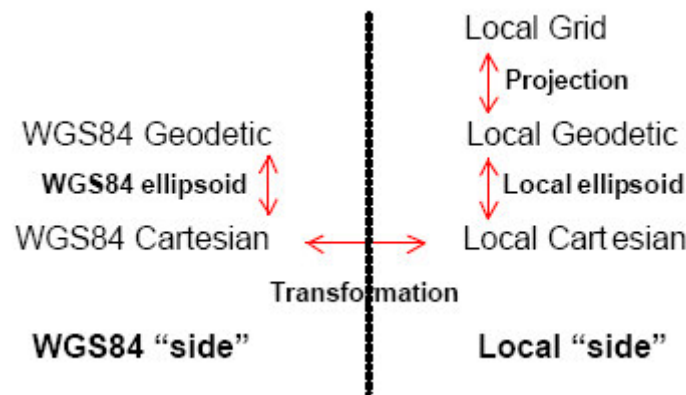 Local Grid
Projection
WGS84 Geodetic
Local Geodetic
WGS84 ellipsoid
Local ellipsoid
WGS84 Cartesian
Local Cartesian
Transformation
WGS84 “side”
Local “side”